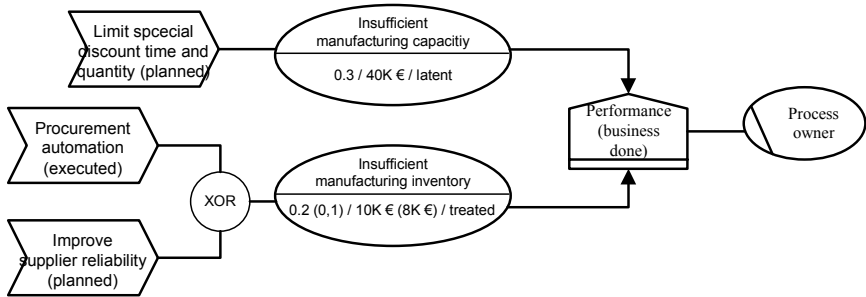 Limit spcecial
discount time and
quantity (planned)
Insufficient
manufacturing capacitiy
0.3 / 40K € / latent
Performance
(business
done)
Process
owner
Procurement
automation
(executed)
XOR
Insufficient
manufacturing inventory
0.2 (0,1) / 10K € (8K €) / treated
Improve
supplier reliability
(planned)